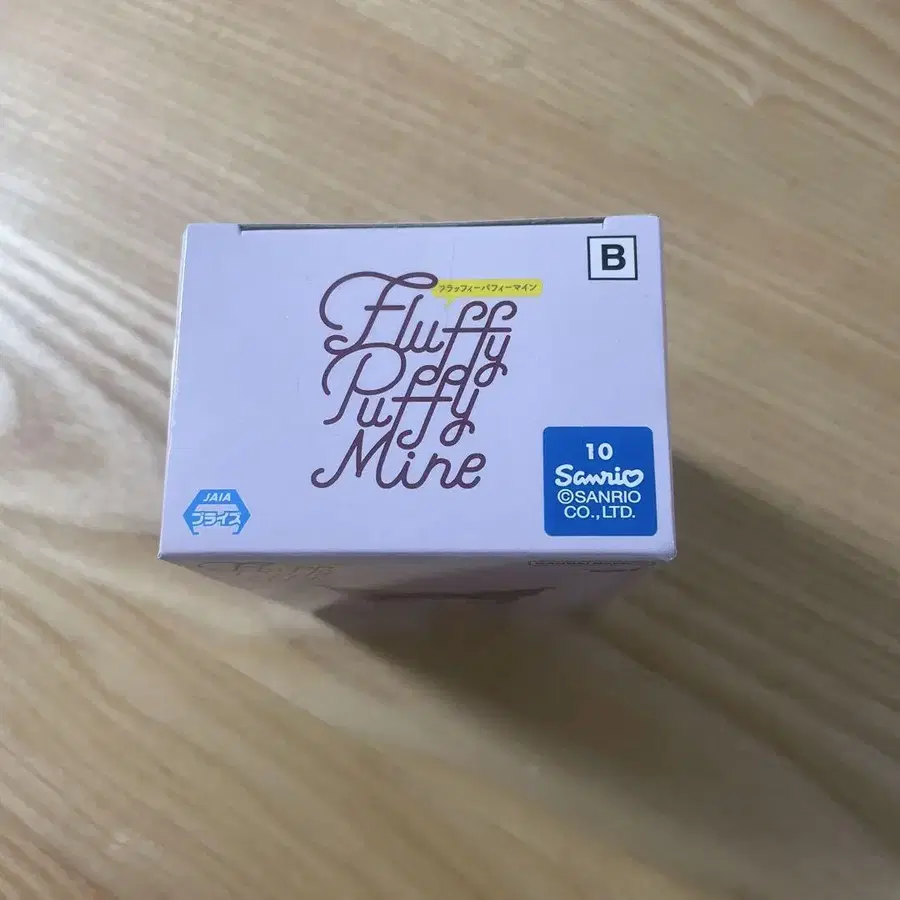 B
フラッフィーパフィーマイン
Fluffy
Puffy
Mine
10
Sanrio
©SANRIO
CO.,LTD.
JAIA
プライズ